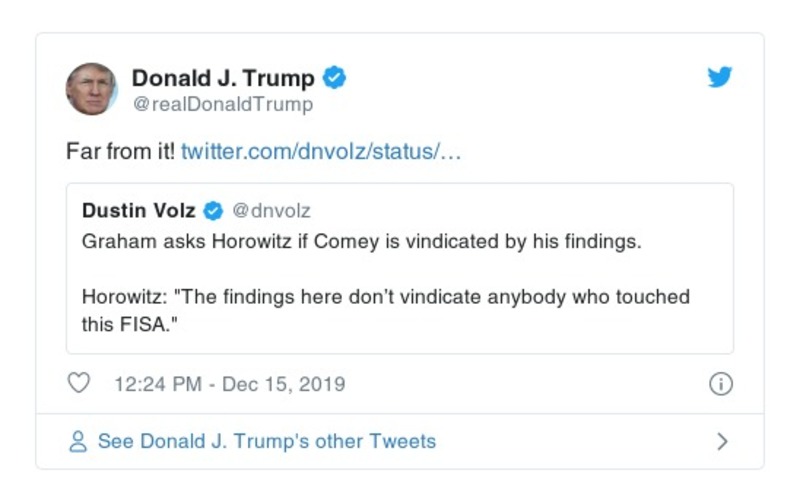 Donald J. Trump
@realDonaldTrump
Far from it! twitter.com/dnvolz/status/…
Dustin Volz @dnvolz
Graham asks Horowitz if Comey is vindicated by his findings.
Horowitz: "The findings here don’t vindicate anybody who touched
this FISA."
12:24 PM - Dec 15, 2019
See Donald J. Trump's other Tweets